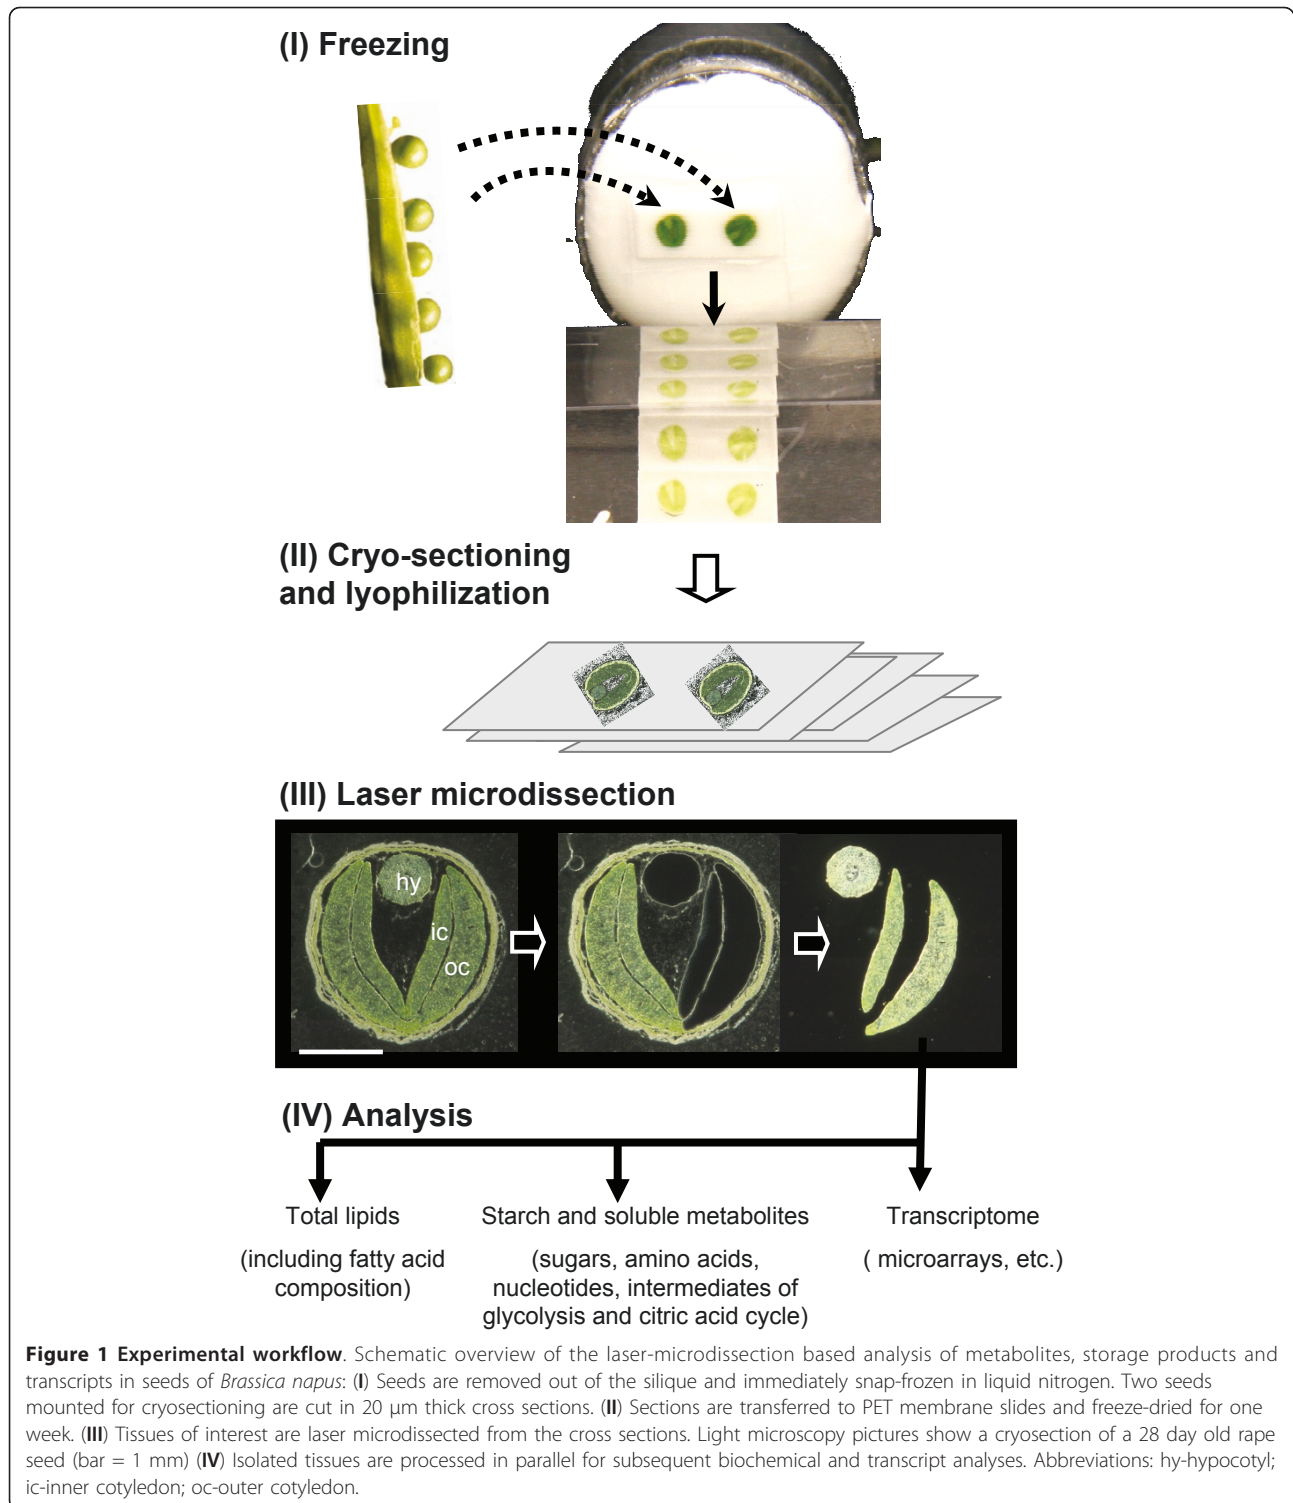 (I) Freezing
(II) Cryo-sectioning
and lyophilization
(III) Laser microdissection
hy
ic
oc
(IV) Analysis
Total lipids
(including fatty acid
composition)
Starch and soluble metabolites
(sugars, amino acids,
nucleotides, intermediates of
glycolysis and citric acid cycle)
Transcriptome
( microarrays, etc.)
Figure 1 Experimental workflow. Schematic overview of the laser-microdissection based analysis of metabolites, storage products and
transcripts in seeds of Brassica napus: (I) Seeds are removed out of the silique and immediately snap-frozen in liquid nitrogen. Two seeds
mounted for cryosectioning are cut in 20 μm thick cross sections. (II) Sections are transferred to PET membrane slides and freeze-dried for one
week. (III) Tissues of interest are laser microdissected from the cross sections. Light microscopy pictures show a cryosection of a 28 day old rape
seed (bar = 1 mm) (IV) Isolated tissues are processed in parallel for subsequent biochemical and transcript analyses. Abbreviations: hy-hypocotyl;
ic-inner cotyledon; oc-outer cotyledon.